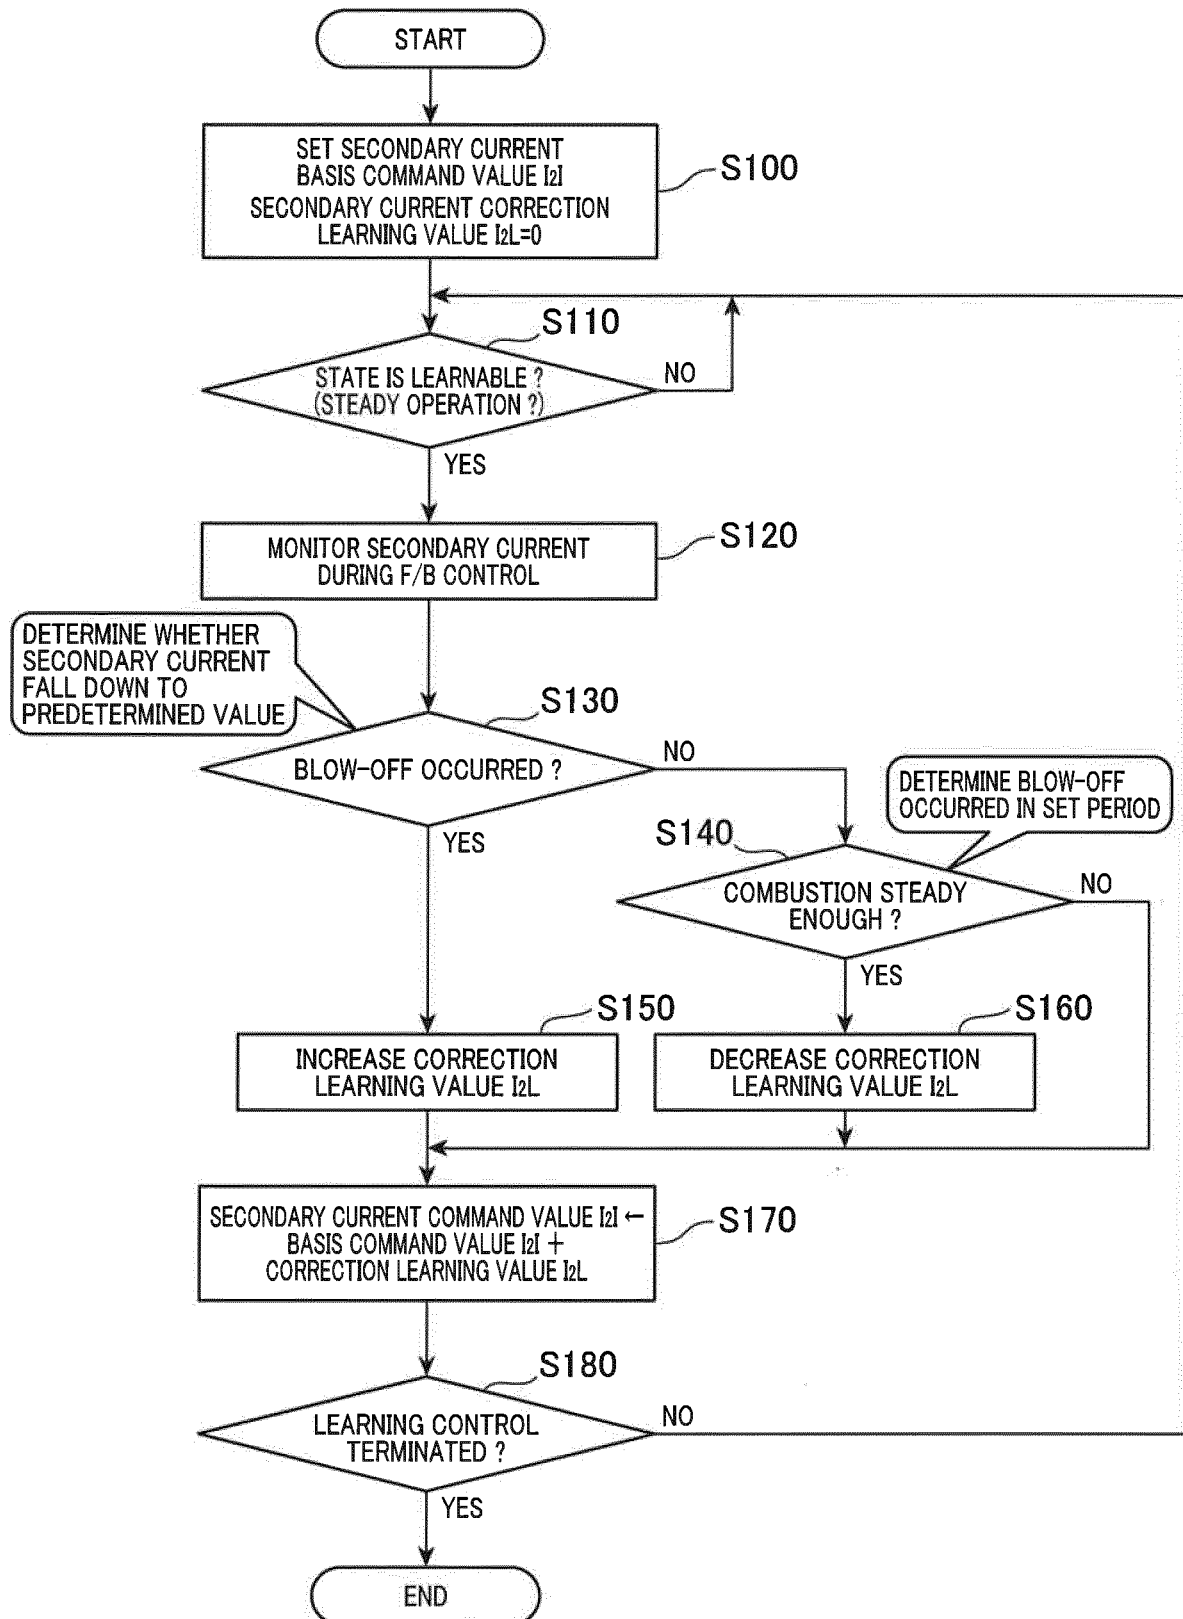 START
SET SECONDARY CURRENT
BASIS COMMAND VALUE I2I
SECONDARY CURRENT CORRECTION
LEARNING VALUE I2L=0
S100
S110
STATE IS LEARNABLE ?
(STEADY OPERATION ?)
NO
YES
MONITOR SECONDARY CURRENT
DURING F/B CONTROL
S120
DETERMINE WHETHER
SECONDARY CURRENT
FALL DOWN TO
PREDETERMINED VALUE
S130
BLOW-OFF OCCURRED ?
NO
YES
DETERMINE BLOW-OFF
OCCURRED IN SET PERIOD
S140
COMBUSTION STEADY
ENOUGH ?
NO
YES
S150
INCREASE CORRECTION
LEARNING VALUE I2L
S160
DECREASE CORRECTION
LEARNING VALUE I2L
SECONDARY CURRENT COMMAND VALUE I2I ←
BASIS COMMAND VALUE I2I +
CORRECTION LEARNING VALUE I2L
S170
S180
LEARNING CONTROL
TERMINATED ?
NO
YES
END